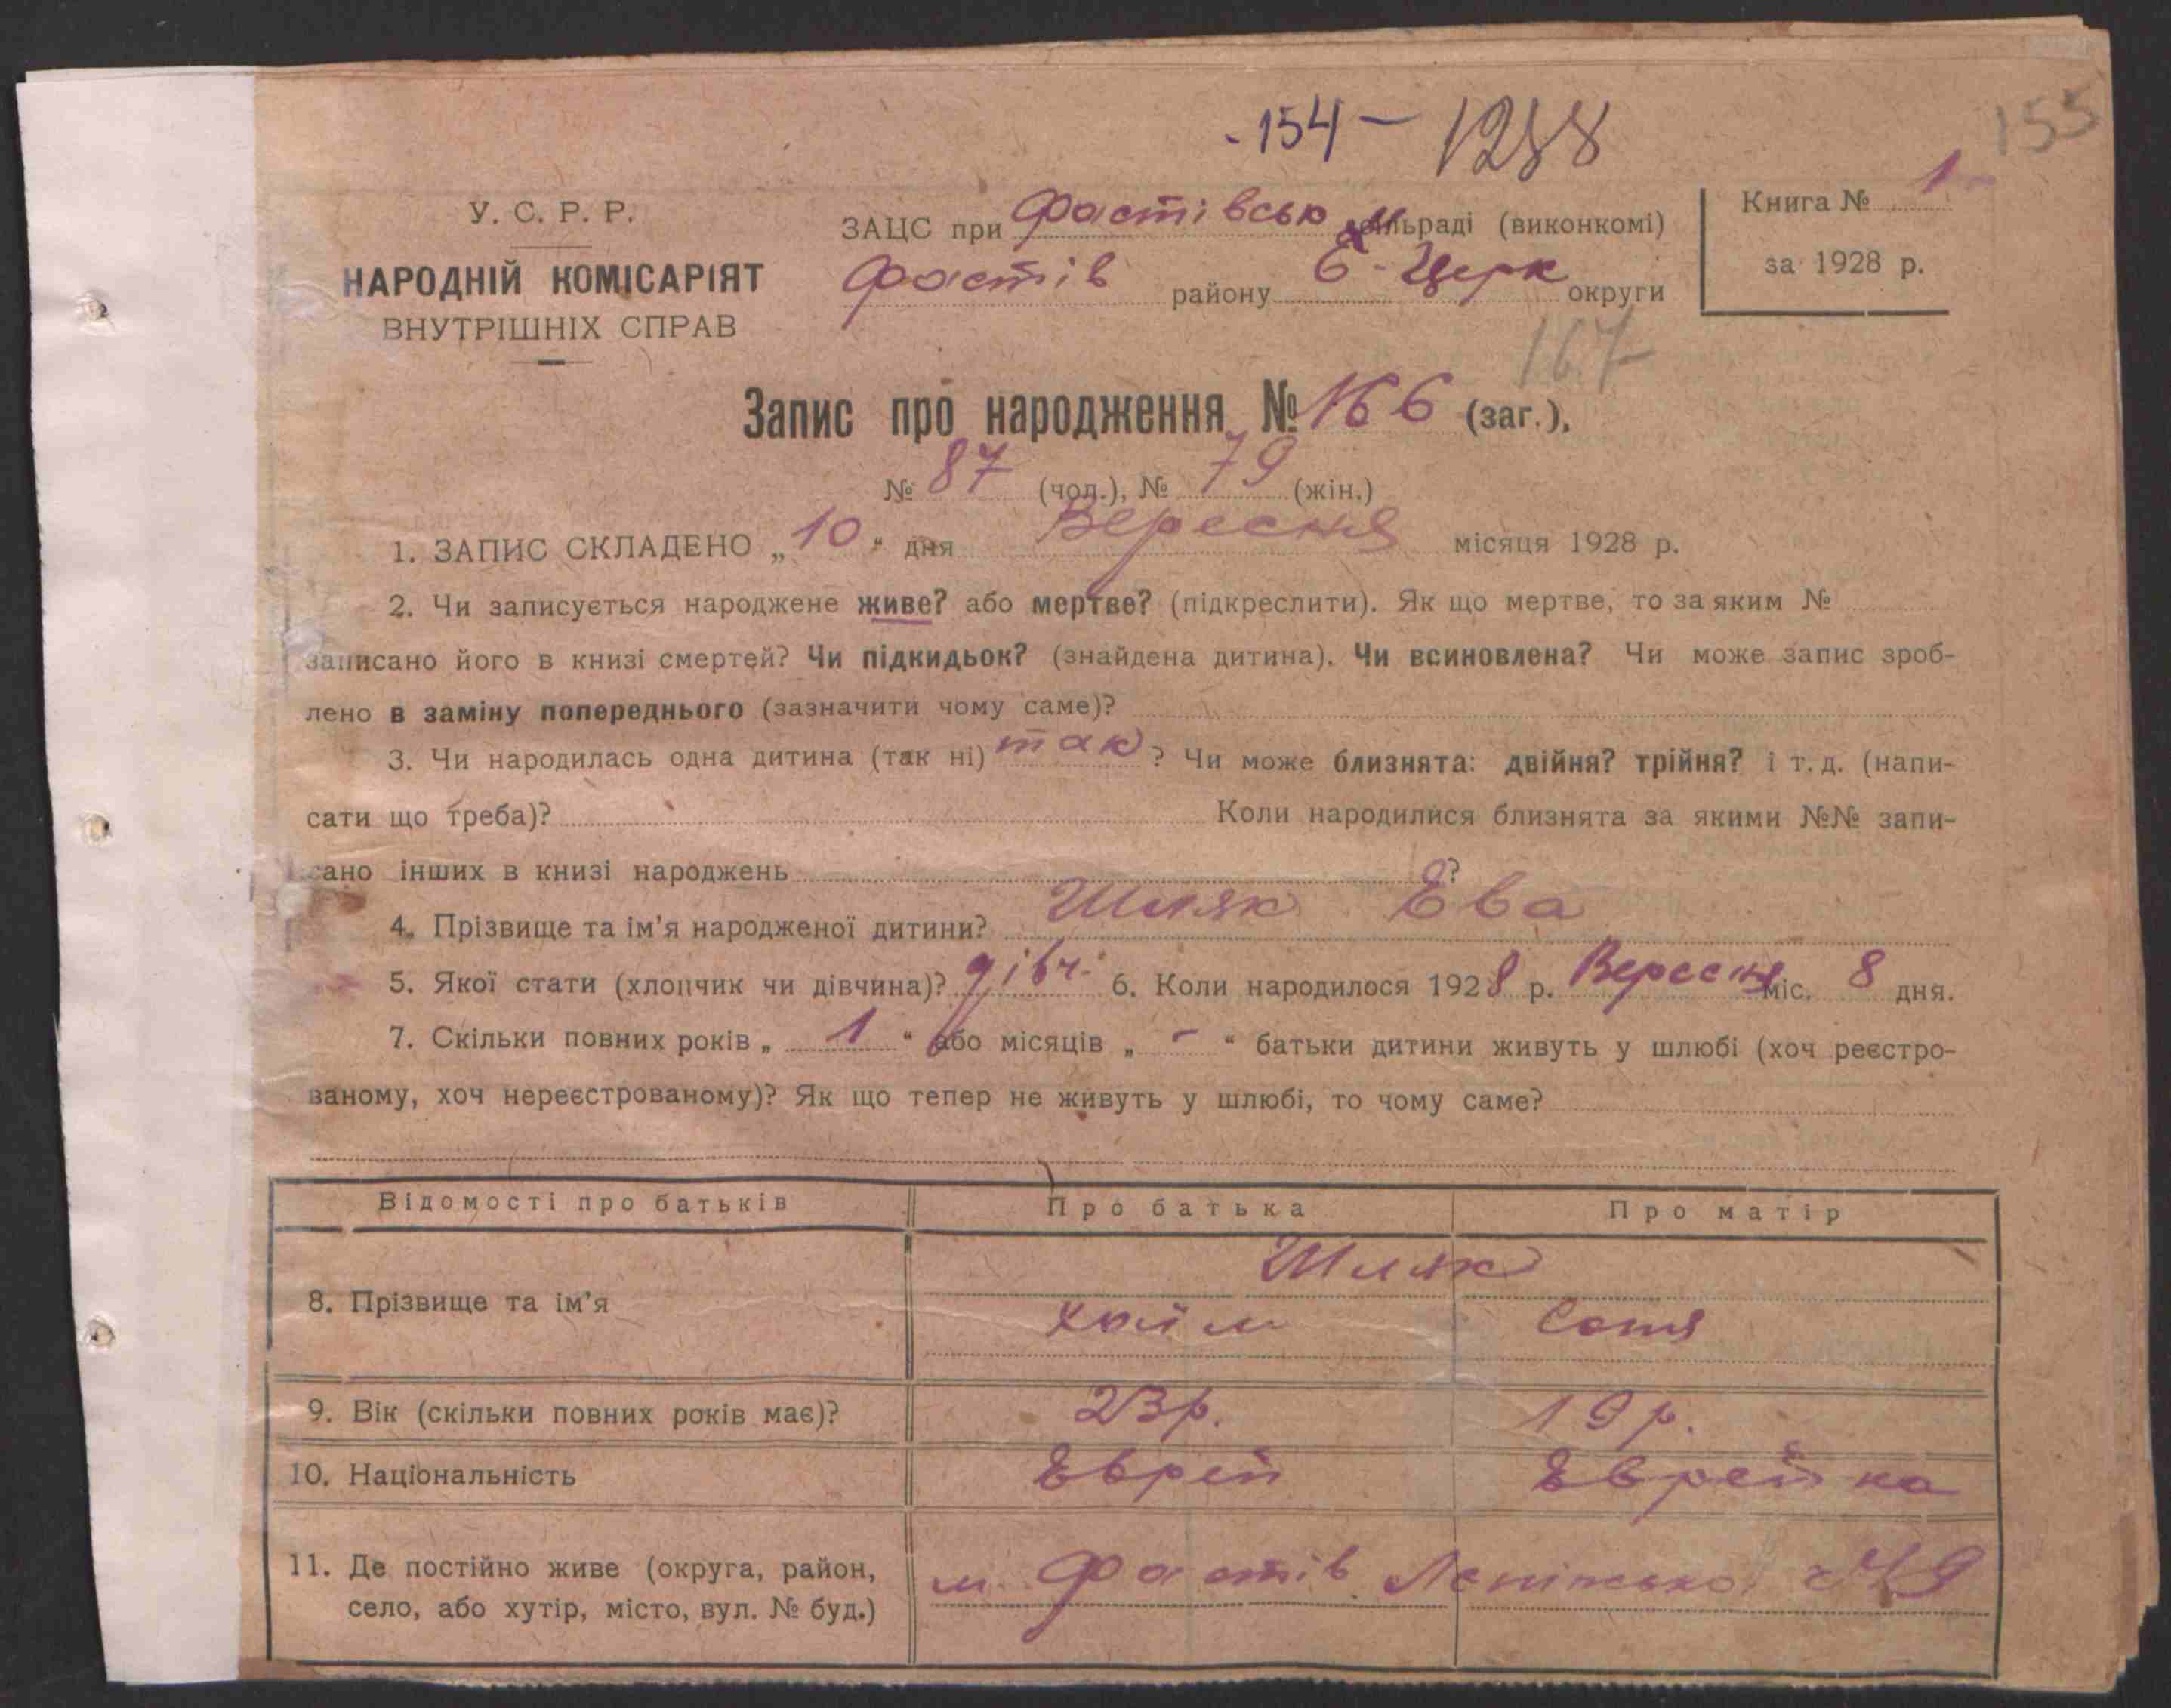 - 154 - 1288
155
У. С. Р. Р.
НАРОДНІЙ КОМІСАРІЯТ
ВНУТРІШНІХ СПРАВ
ЗАЦС при Фастівськ льраді (виконкомі)
Фастів району Б-Церк округи
Книга № 1
за 1928 р.
167
Запис про народження № 166 (заг.),
№ 87 (чол.), № 79 (жін.)
1. ЗАПИС СКЛАДЕНО „10" дня Вересня місяця 1928 р.
2. Чи записується народжене живе? або мертве? (підкреслити). Як що мертве, то за яким №
записано його в книзі смертей? Чи підкидьок? (знайдена дитина). Чи всиновлена? Чи може запис зроб-
лено в заміну попереднього (зазначити чому саме)?
3. Чи народилась одна дитина (так ні) так ? Чи може близнята: двійня? трійня? і т. д. (напи-
сати що треба)? Коли народилися близнята за якими №№ запи-
сано інших в книзі народжень ?
4. Прізвище та ім'я народженої дитини? Шляк Ева
5. Якої стати (хлопчик чи дівчина)? дівч. 6. Коли народилося 1928 р. Вересня міс. 8 дня.
7. Скільки повних років „ 1 " або місяців „ - " батьки дитини живуть у шлюбі (хоч реєстро-
ваному, хоч нереєстрованому)? Як що тепер не живуть у шлюбі, то чому саме?
Відомості про батьків Про батька Про матір
8. Прізвище та ім'я Шляк
Хаїм Соня
9. Вік (скільки повних років має)? 23 р. 19 р.
10. Національність Еврей Еврейка
11. Де постійно живе (округа, район,
село, або хутір, місто, вул. № буд.)
м. Фастів Ленінська 49